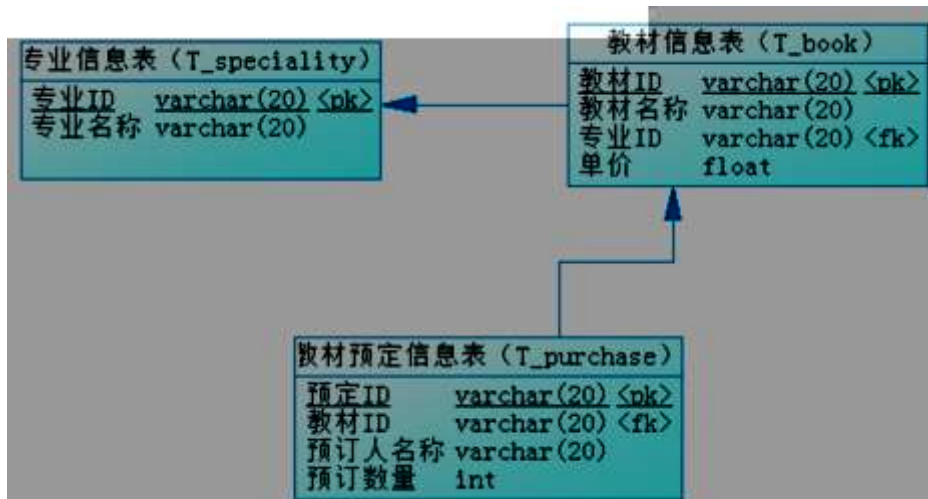 专业信息表（T_speciality）
专业ID varchar(20) <pk>
专业名称 varchar(20)
教材信息表（T_book）
教材ID varchar(20) <pk>
教材名称 varchar(20)
专业ID varchar(20) <fk>
单价 float
教材预定信息表（T_purchase）
预定ID varchar(20) <pk>
教材ID varchar(20) <fk>
预订人名称 varchar(20)
预订数量 int